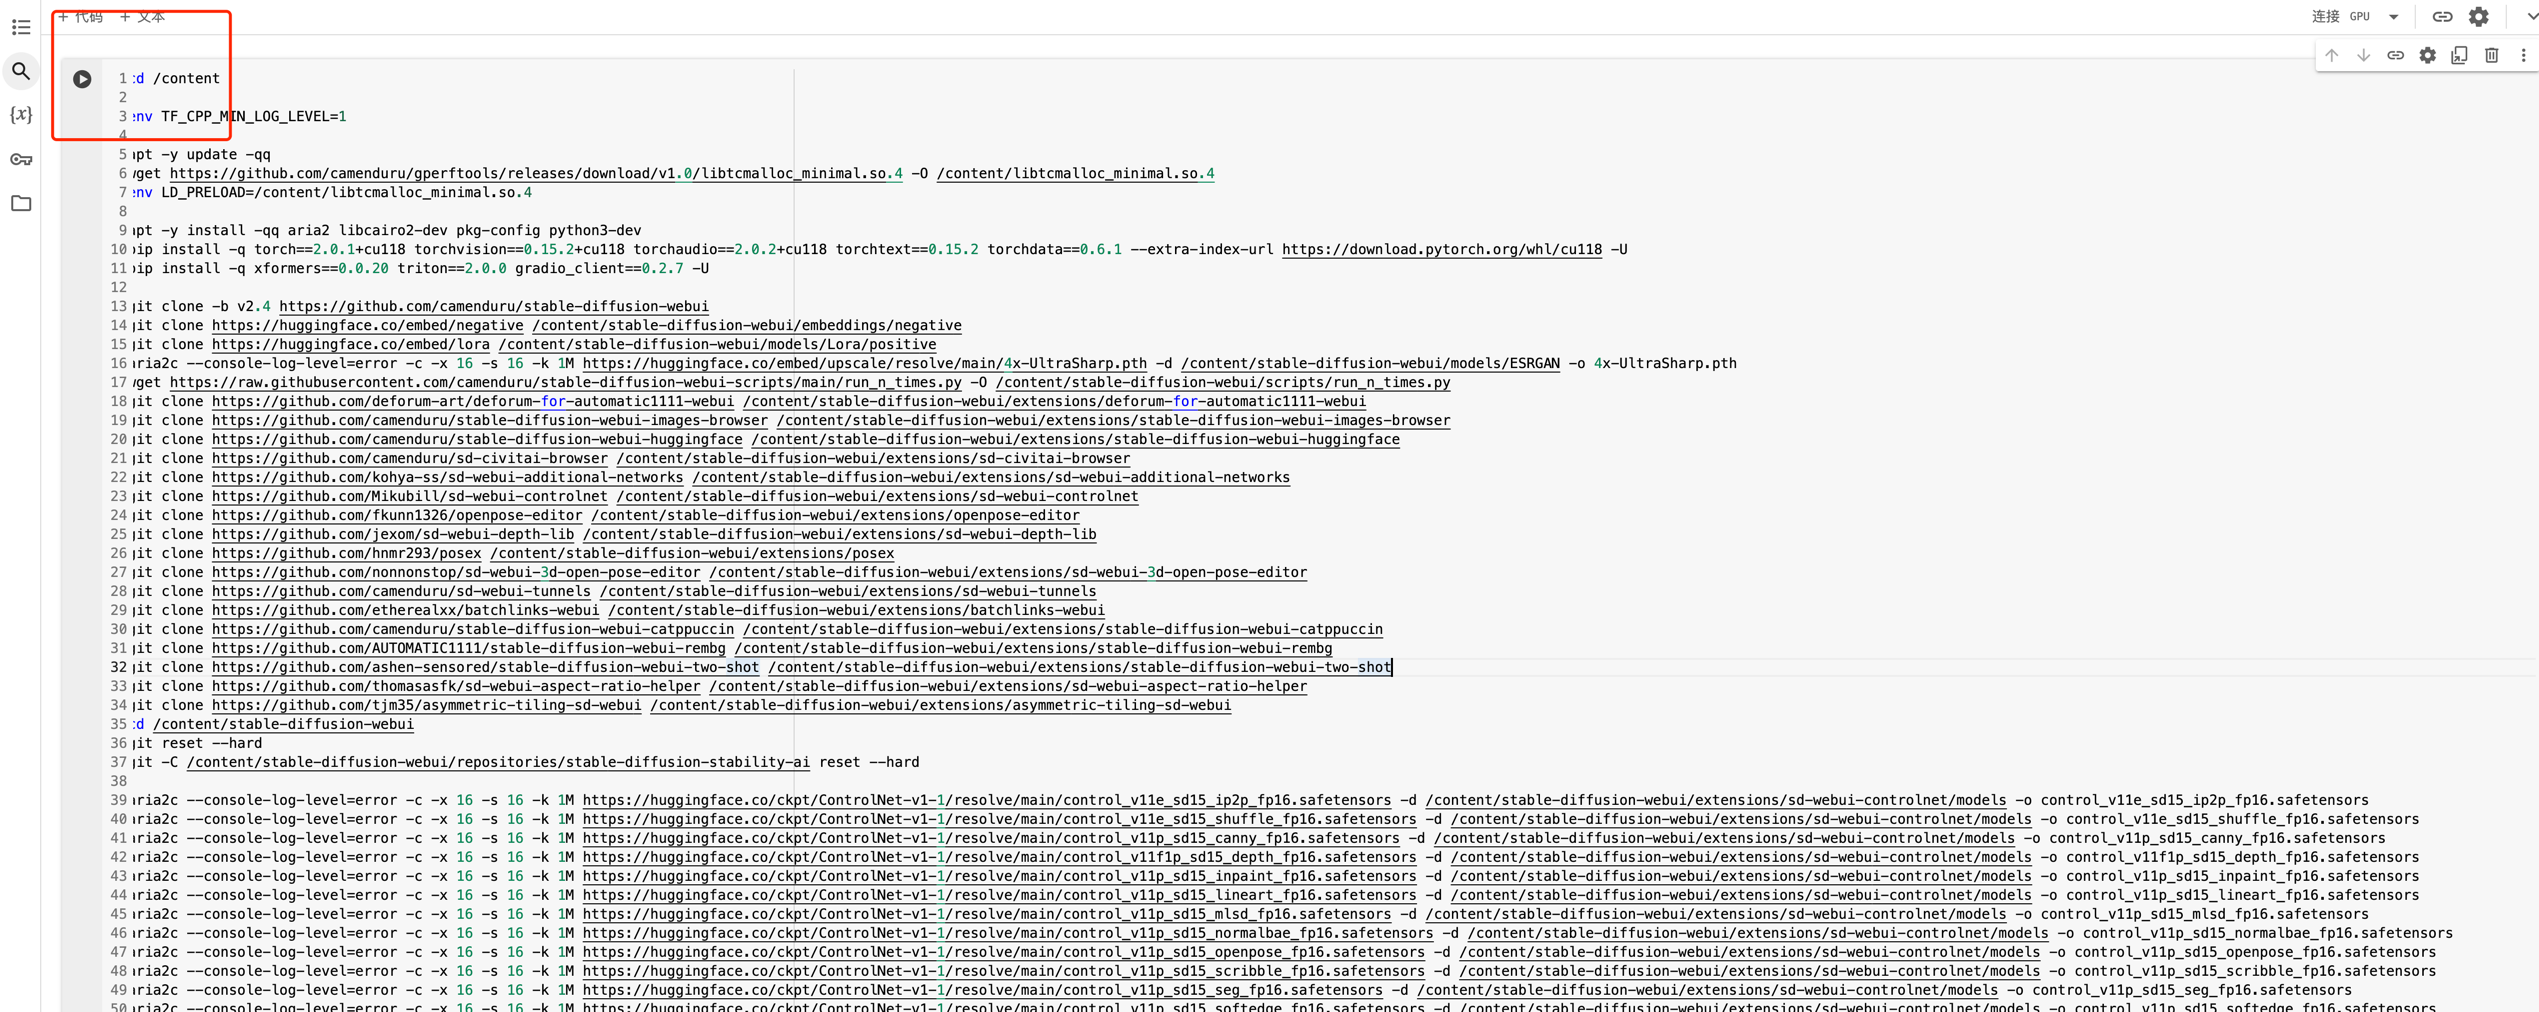 + 代码 + 文本 连接 GPU
{x}
1 d /content
2
3 nv TF_CPP_MIN_LOG_LEVEL=1
4
5 pt -y update -qq
6 get https://github.com/camenduru/gperftools/releases/download/v1.0/libtcmalloc_minimal.so.4 -O /content/libtcmalloc_minimal.so.4
7 nv LD_PRELOAD=/content/libtcmalloc_minimal.so.4
8
9 pt -y install -qq aria2 libcairo2-dev pkg-config python3-dev
10 ip install -q torch==2.0.1+cu118 torchvision==0.15.2+cu118 torchaudio==2.0.2+cu118 torchtext==0.15.2 torchdata==0.6.1 --extra-index-url https://download.pytorch.org/whl/cu118 -U
11 ip install -q xformers==0.0.20 triton==2.0.0 gradio_client==0.2.7 -U
12
13 it clone -b v2.4 https://github.com/camenduru/stable-diffusion-webui
14 it clone https://huggingface.co/embed/negative /content/stable-diffusion-webui/embeddings/negative
15 it clone https://huggingface.co/embed/lora /content/stable-diffusion-webui/models/Lora/positive
16 ria2c --console-log-level=error -c -x 16 -s 16 -k 1M https://huggingface.co/embed/upscale/resolve/main/4x-UltraSharp.pth -d /content/stable-diffusion-webui/models/ESRGAN -o 4x-UltraSharp.pth
17 get https://raw.githubusercontent.com/camenduru/stable-diffusion-webui-scripts/main/run_n_times.py -O /content/stable-diffusion-webui/scripts/run_n_times.py
18 it clone https://github.com/deforum-art/deforum-for-automatic1111-webui /content/stable-diffusion-webui/extensions/deforum-for-automatic1111-webui
19 it clone https://github.com/camenduru/stable-diffusion-webui-images-browser /content/stable-diffusion-webui/extensions/stable-diffusion-webui-images-browser
20 it clone https://github.com/camenduru/stable-diffusion-webui-huggingface /content/stable-diffusion-webui/extensions/stable-diffusion-webui-huggingface
21 it clone https://github.com/camenduru/sd-civitai-browser /content/stable-diffusion-webui/extensions/sd-civitai-browser
22 it clone https://github.com/kohya-ss/sd-webui-additional-networks /content/stable-diffusion-webui/extensions/sd-webui-additional-networks
23 it clone https://github.com/Mikubill/sd-webui-controlnet /content/stable-diffusion-webui/extensions/sd-webui-controlnet
24 it clone https://github.com/fkunn1326/openpose-editor /content/stable-diffusion-webui/extensions/openpose-editor
25 it clone https://github.com/jexom/sd-webui-depth-lib /content/stable-diffusion-webui/extensions/sd-webui-depth-lib
26 it clone https://github.com/hnmr293/posex /content/stable-diffusion-webui/extensions/posex
27 it clone https://github.com/nonnonstop/sd-webui-3d-open-pose-editor /content/stable-diffusion-webui/extensions/sd-webui-3d-open-pose-editor
28 it clone https://github.com/camenduru/sd-webui-tunnels /content/stable-diffusion-webui/extensions/sd-webui-tunnels
29 it clone https://github.com/etherealxx/batchlinks-webui /content/stable-diffusion-webui/extensions/batchlinks-webui
30 it clone https://github.com/camenduru/stable-diffusion-webui-catppuccin /content/stable-diffusion-webui/extensions/stable-diffusion-webui-catppuccin
31 it clone https://github.com/AUTOMATIC1111/stable-diffusion-webui-rembg /content/stable-diffusion-webui/extensions/stable-diffusion-webui-rembg
32 it clone https://github.com/ashen-sensored/stable-diffusion-webui-two-shot /content/stable-diffusion-webui/extensions/stable-diffusion-webui-two-shot
33 it clone https://github.com/thomasasfk/sd-webui-aspect-ratio-helper /content/stable-diffusion-webui/extensions/sd-webui-aspect-ratio-helper
34 it clone https://github.com/tjm35/asymmetric-tiling-sd-webui /content/stable-diffusion-webui/extensions/asymmetric-tiling-sd-webui
35 d /content/stable-diffusion-webui
36 it reset --hard
37 it -C /content/stable-diffusion-webui/repositories/stable-diffusion-stability-ai reset --hard
38
39 ria2c --console-log-level=error -c -x 16 -s 16 -k 1M https://huggingface.co/ckpt/ControlNet-v1-1/resolve/main/control_v11e_sd15_ip2p_fp16.safetensors -d /content/stable-diffusion-webui/extensions/sd-webui-controlnet/models -o control_v11e_sd15_ip2p_fp16.safetensors
40 ria2c --console-log-level=error -c -x 16 -s 16 -k 1M https://huggingface.co/ckpt/ControlNet-v1-1/resolve/main/control_v11e_sd15_shuffle_fp16.safetensors -d /content/stable-diffusion-webui/extensions/sd-webui-controlnet/models -o control_v11e_sd15_shuffle_fp16.safetensors
41 ria2c --console-log-level=error -c -x 16 -s 16 -k 1M https://huggingface.co/ckpt/ControlNet-v1-1/resolve/main/control_v11p_sd15_canny_fp16.safetensors -d /content/stable-diffusion-webui/extensions/sd-webui-controlnet/models -o control_v11p_sd15_canny_fp16.safetensors
42 ria2c --console-log-level=error -c -x 16 -s 16 -k 1M https://huggingface.co/ckpt/ControlNet-v1-1/resolve/main/control_v11f1p_sd15_depth_fp16.safetensors -d /content/stable-diffusion-webui/extensions/sd-webui-controlnet/models -o control_v11f1p_sd15_depth_fp16.safetensors
43 ria2c --console-log-level=error -c -x 16 -s 16 -k 1M https://huggingface.co/ckpt/ControlNet-v1-1/resolve/main/control_v11p_sd15_inpaint_fp16.safetensors -d /content/stable-diffusion-webui/extensions/sd-webui-controlnet/models -o control_v11p_sd15_inpaint_fp16.safetensors
44 ria2c --console-log-level=error -c -x 16 -s 16 -k 1M https://huggingface.co/ckpt/ControlNet-v1-1/resolve/main/control_v11p_sd15_lineart_fp16.safetensors -d /content/stable-diffusion-webui/extensions/sd-webui-controlnet/models -o control_v11p_sd15_lineart_fp16.safetensors
45 ria2c --console-log-level=error -c -x 16 -s 16 -k 1M https://huggingface.co/ckpt/ControlNet-v1-1/resolve/main/control_v11p_sd15_mlsd_fp16.safetensors -d /content/stable-diffusion-webui/extensions/sd-webui-controlnet/models -o control_v11p_sd15_mlsd_fp16.safetensors
46 ria2c --console-log-level=error -c -x 16 -s 16 -k 1M https://huggingface.co/ckpt/ControlNet-v1-1/resolve/main/control_v11p_sd15_normalbae_fp16.safetensors -d /content/stable-diffusion-webui/extensions/sd-webui-controlnet/models -o control_v11p_sd15_normalbae_fp16.safetensors
47 ria2c --console-log-level=error -c -x 16 -s 16 -k 1M https://huggingface.co/ckpt/ControlNet-v1-1/resolve/main/control_v11p_sd15_openpose_fp16.safetensors -d /content/stable-diffusion-webui/extensions/sd-webui-controlnet/models -o control_v11p_sd15_openpose_fp16.safetensors
48 ria2c --console-log-level=error -c -x 16 -s 16 -k 1M https://huggingface.co/ckpt/ControlNet-v1-1/resolve/main/control_v11p_sd15_scribble_fp16.safetensors -d /content/stable-diffusion-webui/extensions/sd-webui-controlnet/models -o control_v11p_sd15_scribble_fp16.safetensors
49 ria2c --console-log-level=error -c -x 16 -s 16 -k 1M https://huggingface.co/ckpt/ControlNet-v1-1/resolve/main/control_v11p_sd15_seg_fp16.safetensors -d /content/stable-diffusion-webui/extensions/sd-webui-controlnet/models -o control_v11p_sd15_seg_fp16.safetensors
50 ria2c --console-log-level=error -c -x 16 -s 16 -k 1M https://huggingface.co/ckpt/ControlNet-v1-1/resolve/main/control_v11p_sd15_softedge_fp16.safetensors -d /content/stable-diffusion-webui/extensions/sd-webui-controlnet/models -o control_v11p_sd15_softedge_fp16.safetensors